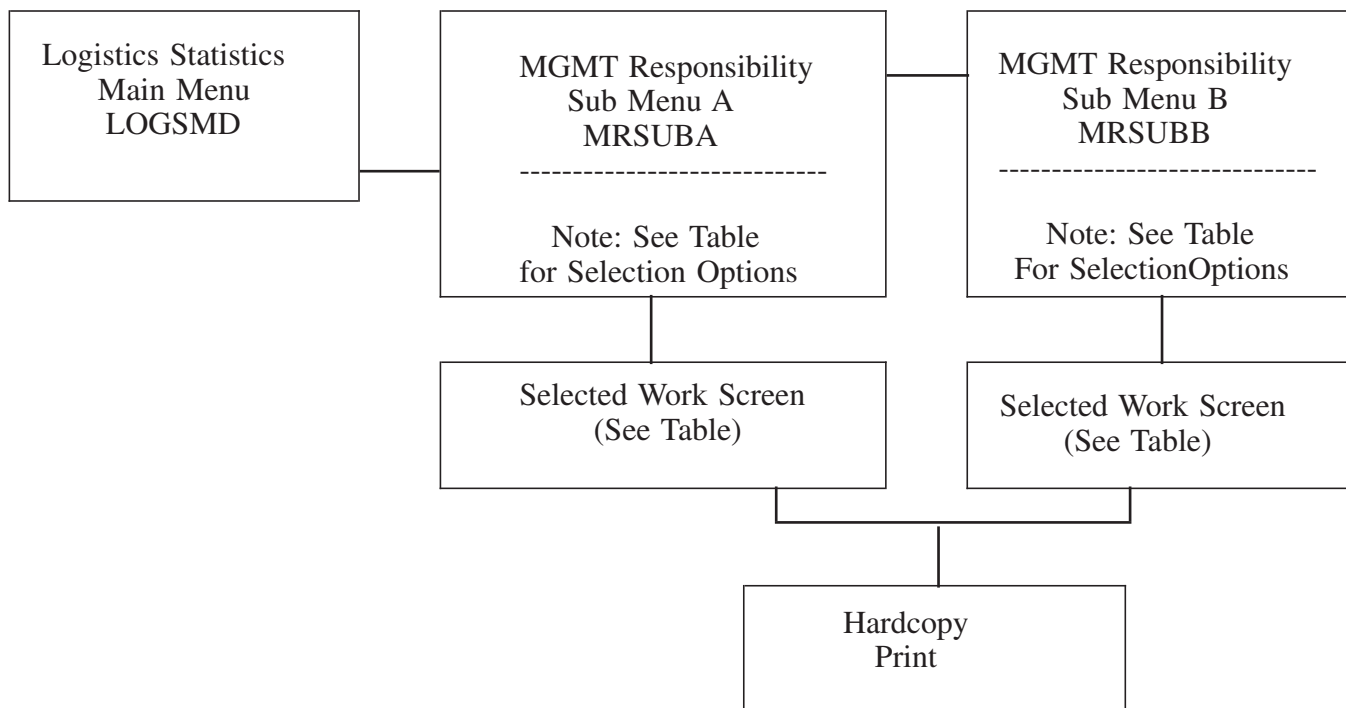 Logistics Statistics
Main Menu
LOGSMD
MGMT Responsibility
Sub Menu A
MRSUBA
-----------------------------
Note: See Table
for Selection Options
MGMT Responsibility
Sub Menu B
MRSUBB
------------------------------
Note: See Table
For SelectionOptions
Selected Work Screen
(See Table)
Selected Work Screen
(See Table)
Hardcopy
Print